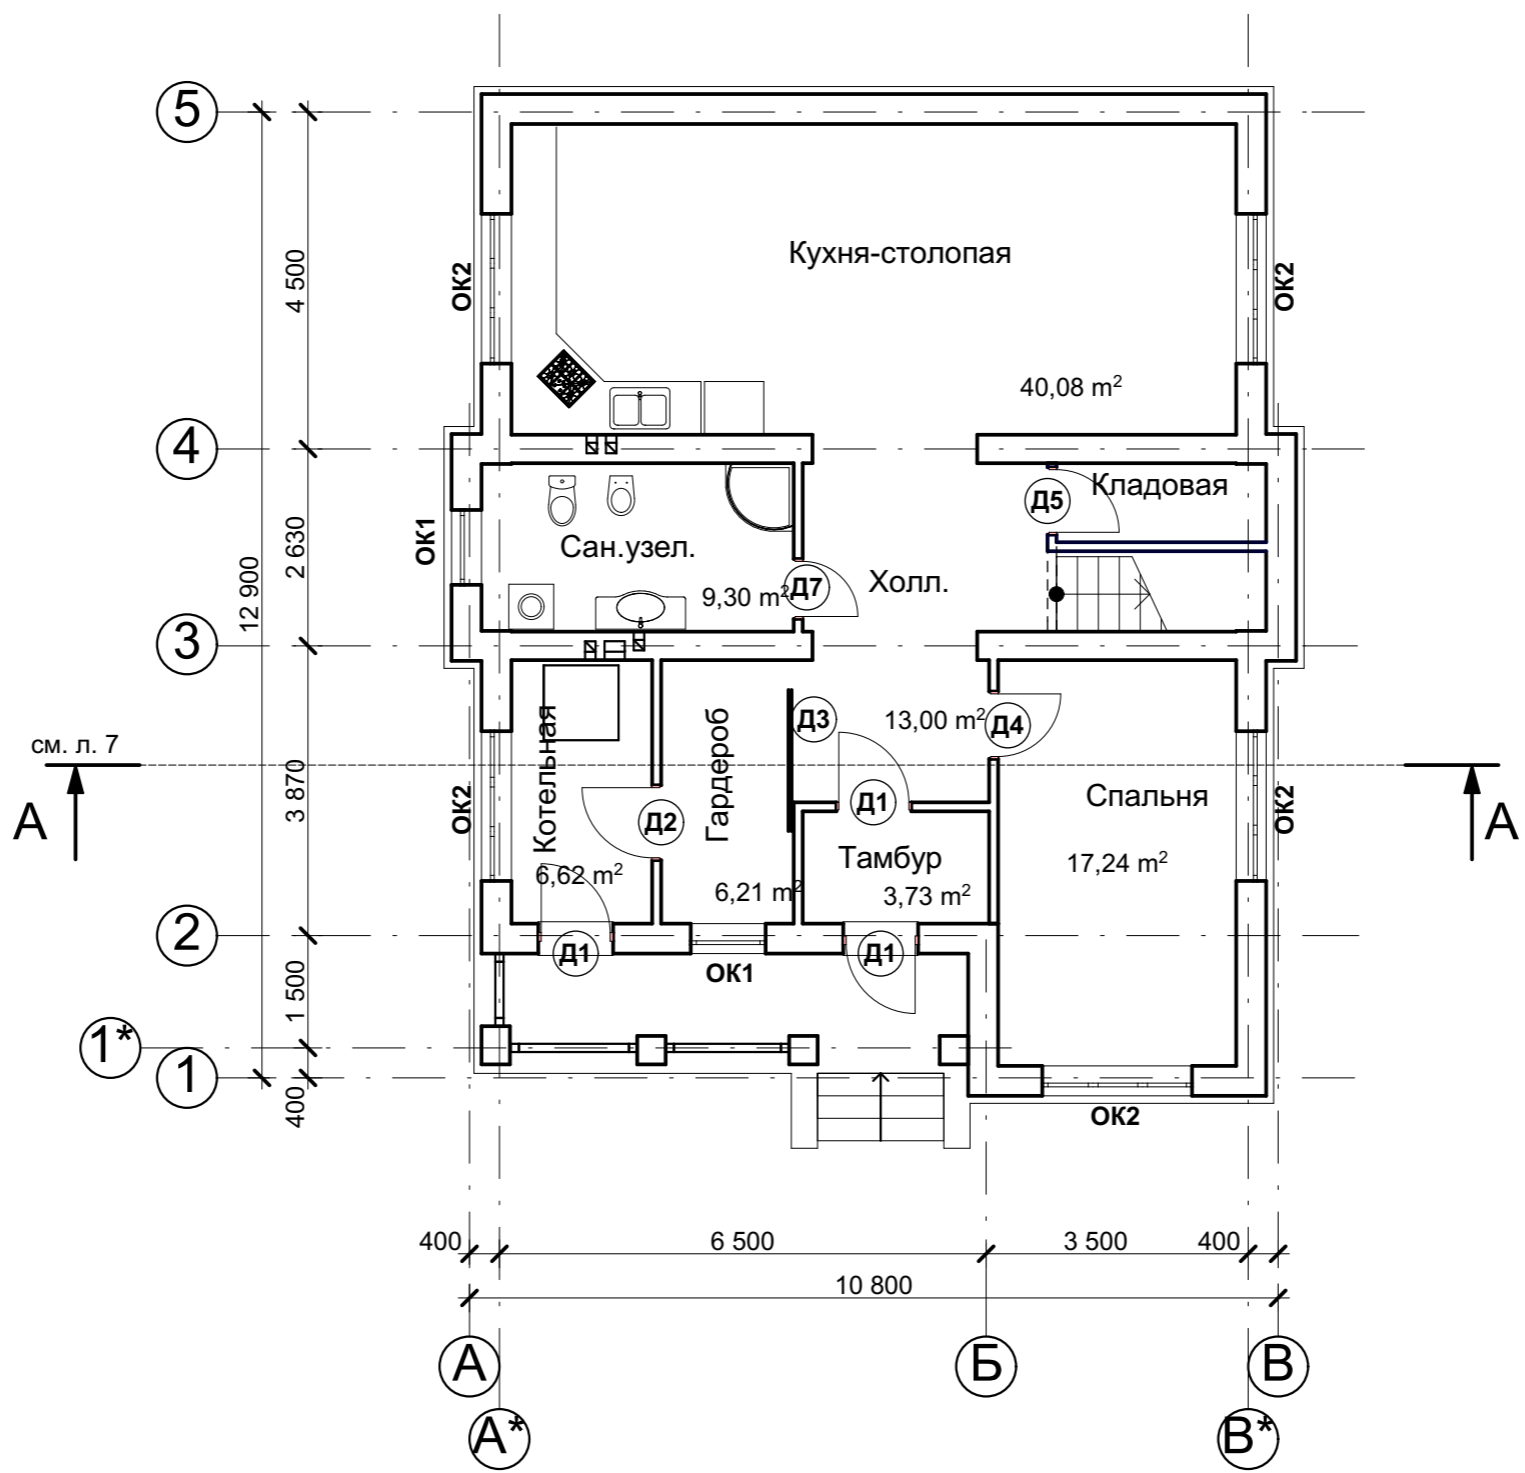 5
4 500
ОК2
Кухня-столопая
ОК2
40,08 m²
4
Кладовая
Д5
2 630
ОК1
Сан.узел.
12 900
9,30 m²
Д7
Холл.
3
Котельная
Гардероб
Д3
13,00 m²
Д4
см. л. 7
А
3 870
ОК2
Д2
Д1
Спальня
ОК2
А
Тамбур
17,24 m²
6,62 m²
6,21 m²
3,73 m²
2
Д1
ОК1
Д1
1 500
1*
1
400
ОК2
400
6 500
3 500
400
10 800
А
Б
В
А*
В*